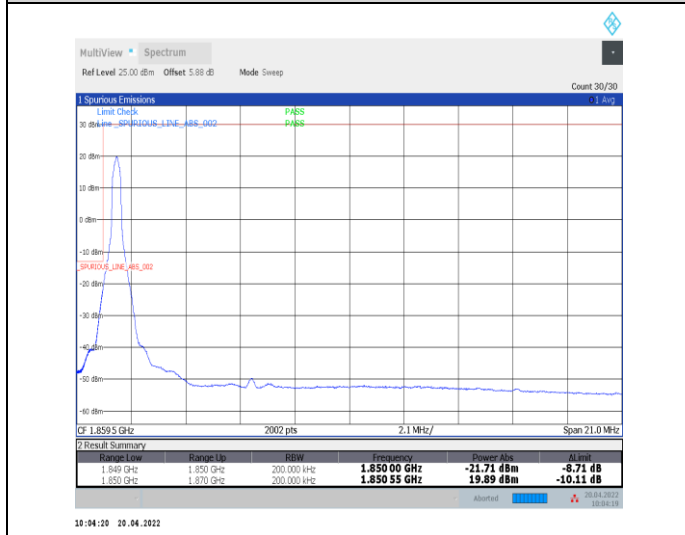 MultiView Spectrum
Ref Level 25.00 dBm Offset 5.88 dB Mode Sweep
Count 30/30
1 Spurious Emissions 1 Avg
Limit Check PASS
30 dBm Line _SPURIOUS_LINE_ABS_002 PASS
20 dBm
10 dBm
0 dBm
-10 dBm
_SPURIOUS_LINE_ABS_002
-20 dBm
-30 dBm
-40 dBm
-50 dBm
-60 dBm
CF 1.8595 GHz 2002 pts 2.1 MHz/ Span 21.0 MHz
2 Result Summary
Range Low Range Up RBW Frequency Power Abs ΔLimit
1.849 GHz 1.850 GHz 200.000 kHz 1.850 00 GHz -21.71 dBm -8.71 dB
1.850 GHz 1.870 GHz 200.000 kHz 1.850 55 GHz 19.89 dBm -10.11 dB
Aborted 20.04.2022
10:04:19
10:04:20 20.04.2022